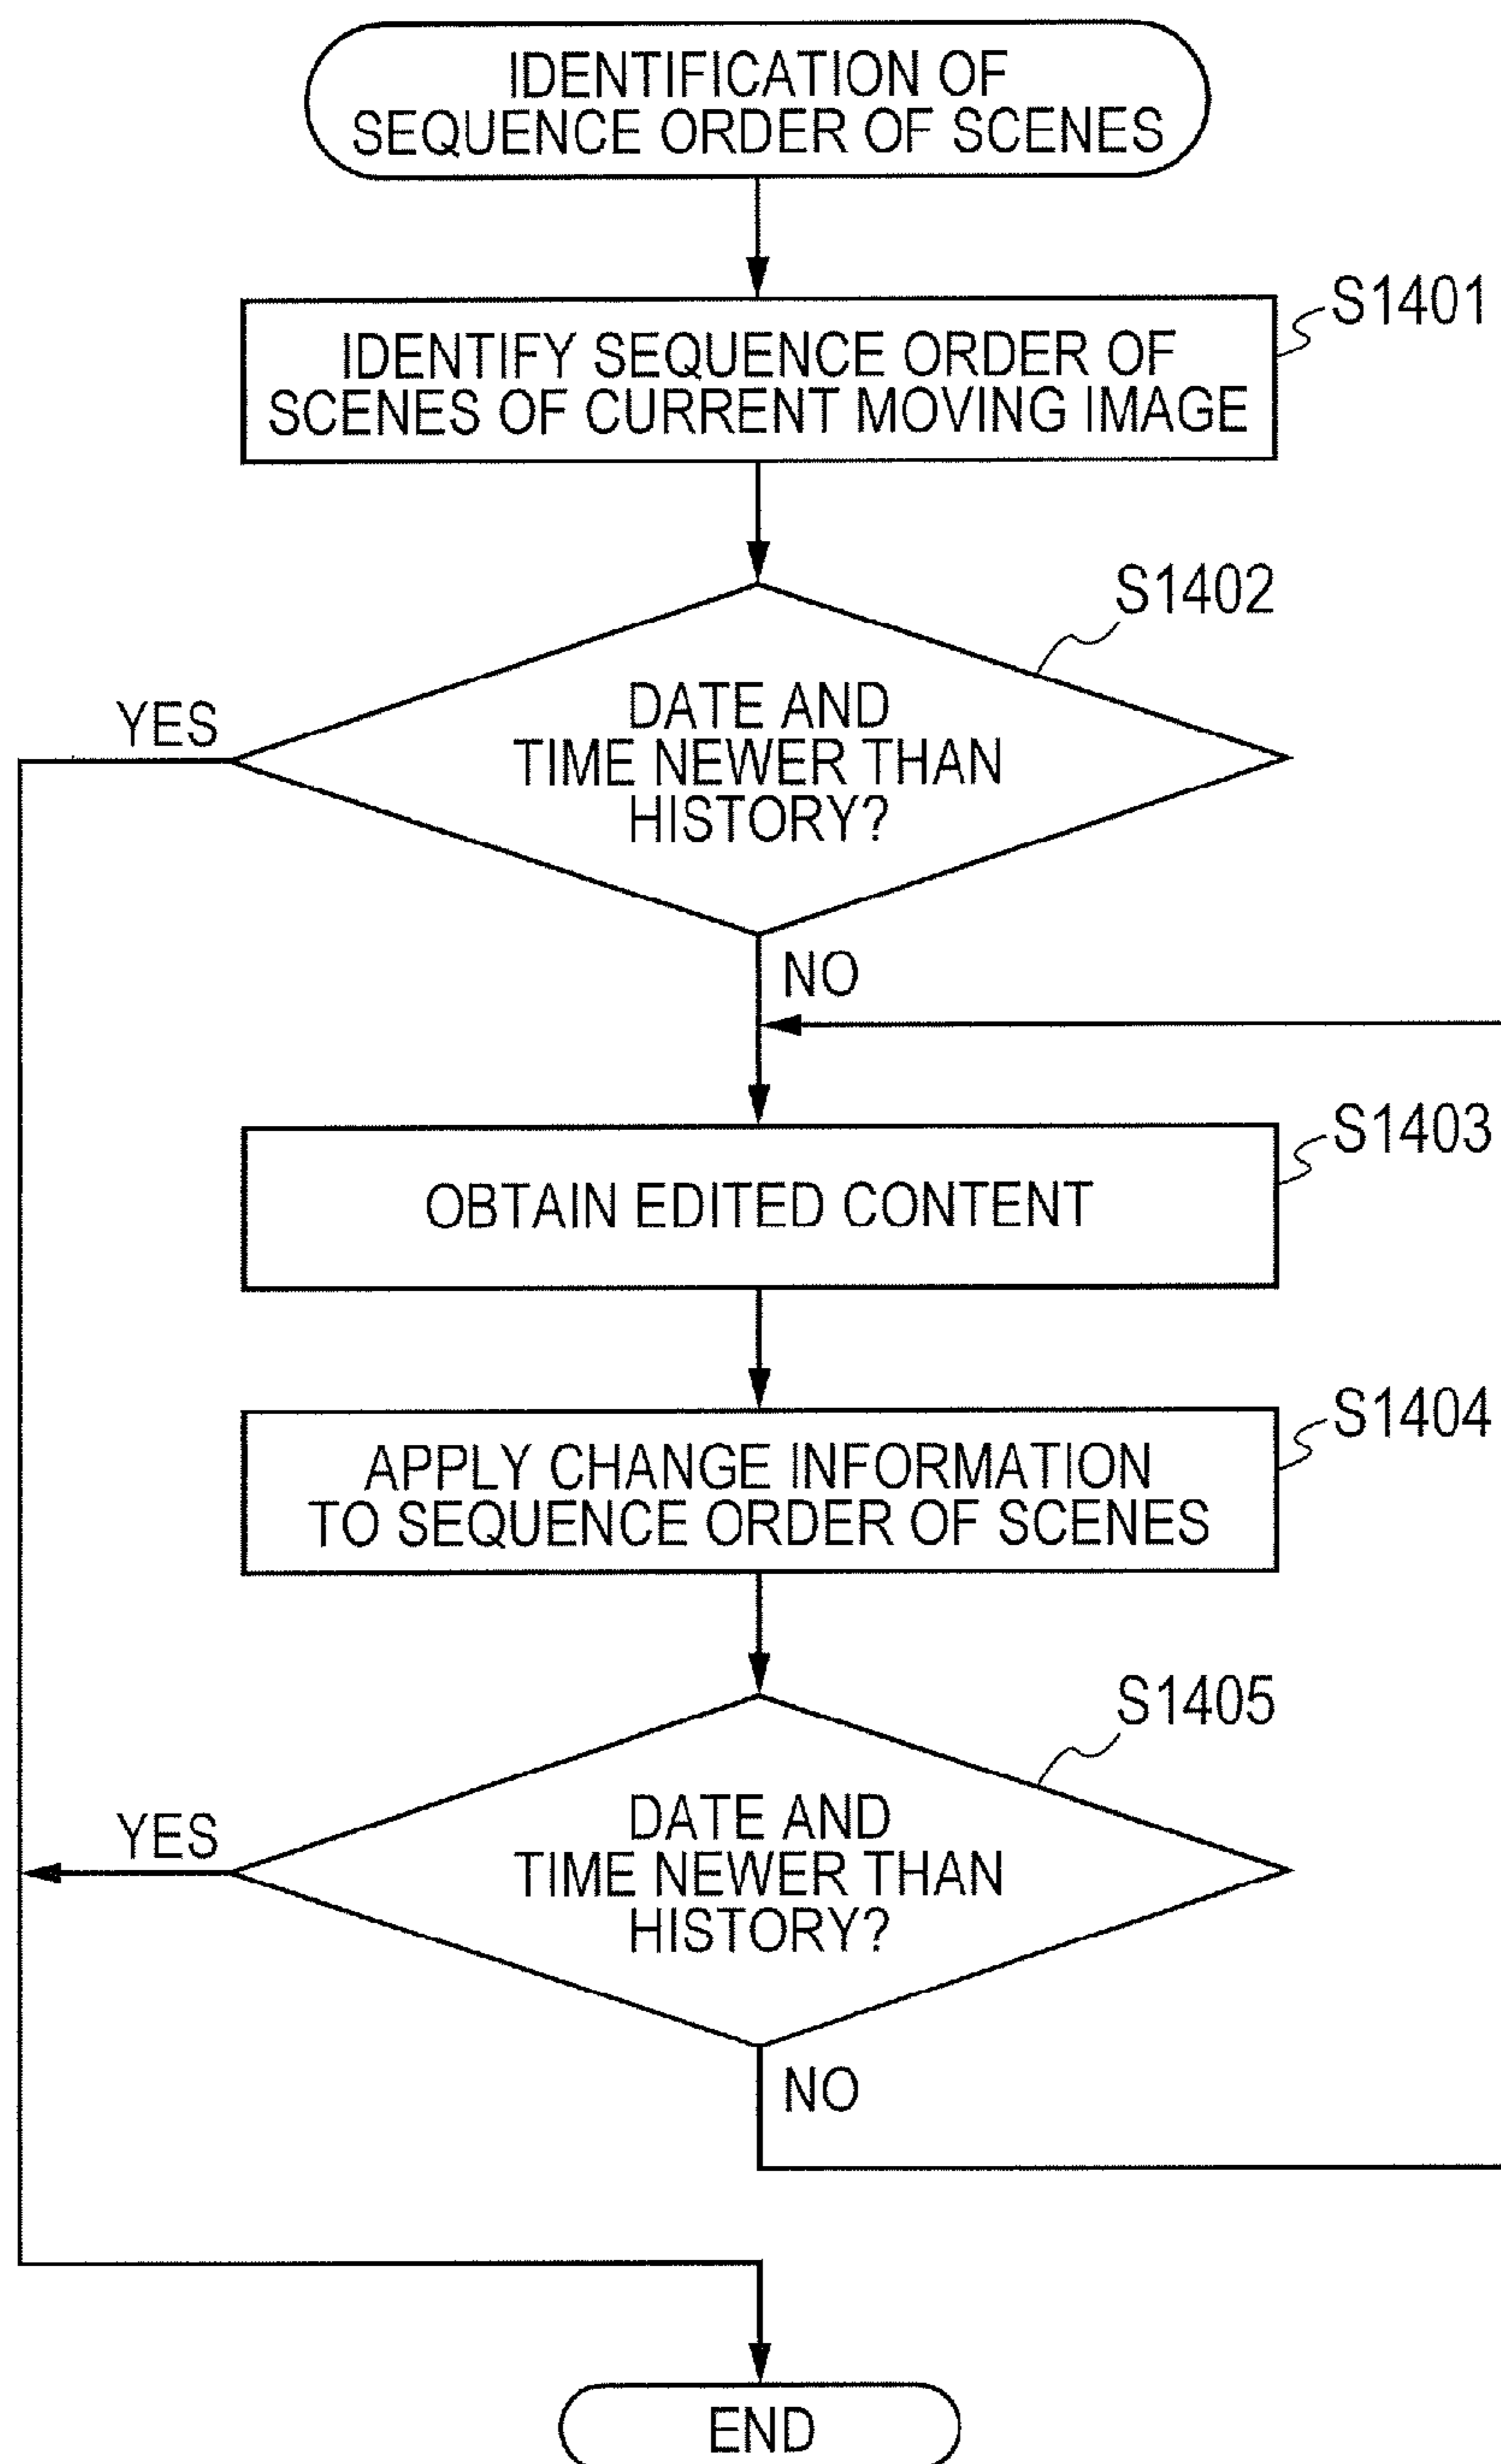 IDENTIFICATION OF
SEQUENCE ORDER OF SCENES
S1401
IDENTIFY SEQUENCE ORDER OF
SCENES OF CURRENT MOVING IMAGE
S1402
DATE AND
TIME NEWER THAN
HISTORY?
YES
NO
S1403
OBTAIN EDITED CONTENT
S1404
APPLY CHANGE INFORMATION
TO SEQUENCE ORDER OF SCENES
S1405
DATE AND
TIME NEWER THAN
HISTORY?
YES
NO
END